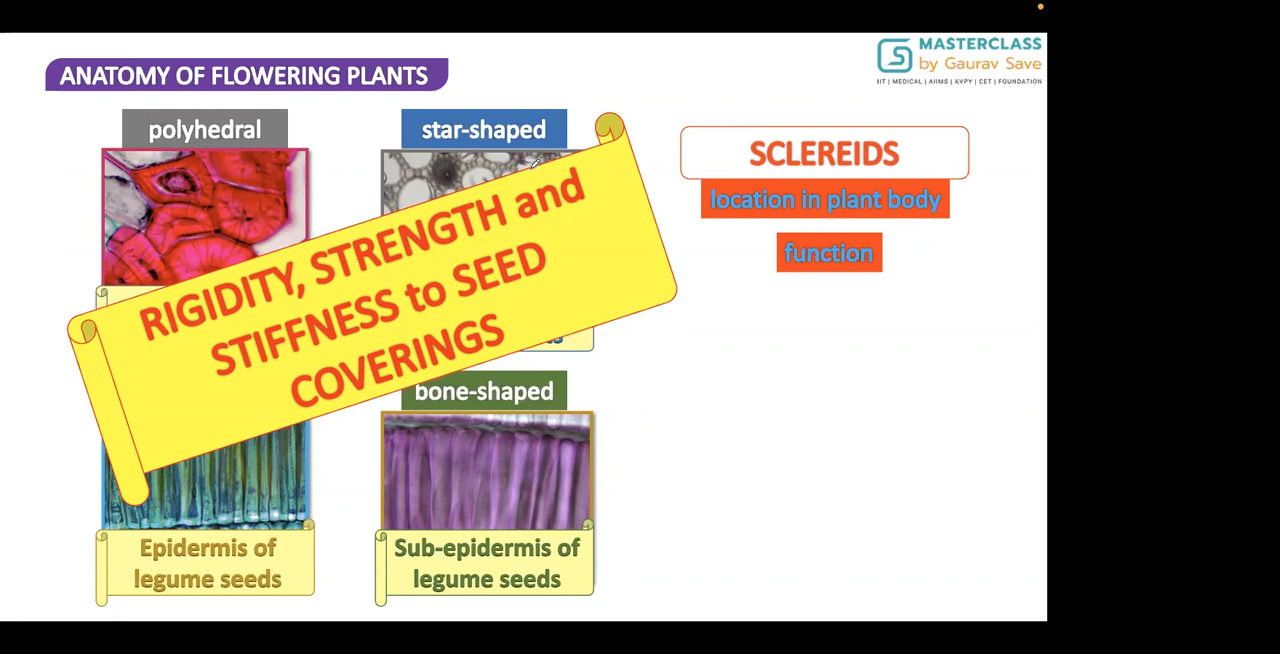 MASTERCLASS
by Gaurav Save
IIT | MEDICAL | AIIMS | KVPY | CET | FOUNDATION
ANATOMY OF FLOWERING PLANTS
polyhedral
star-shaped
SCLEREIDS
location in plant body
function
RIGIDITY, STRENGTH and
STIFFNESS to SEED
COVERINGS
bone-shaped
Epidermis of
legume seeds
Sub-epidermis of
legume seeds